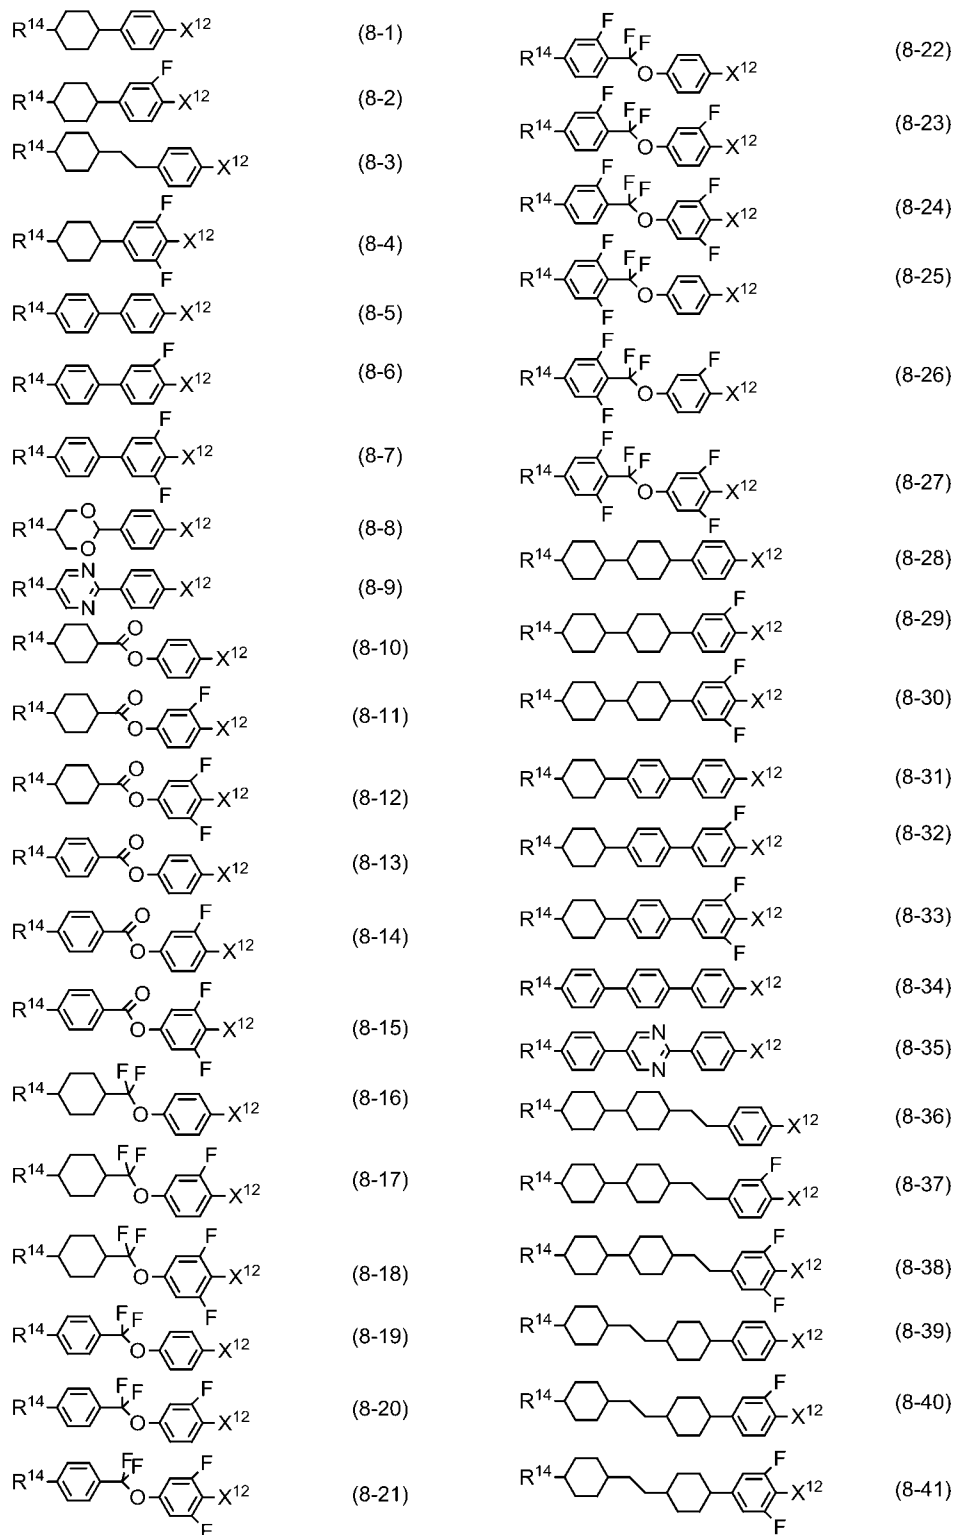 R¹⁴ X¹² (8-1)
F
R¹⁴ X¹² (8-2)
R¹⁴ X¹² (8-3)
F
R¹⁴ X¹² (8-4)
F
R¹⁴ X¹² (8-5)
F
R¹⁴ X¹² (8-6)
F
R¹⁴ X¹² (8-7)
F
O
R¹⁴ X¹² (8-8)
O
N
R¹⁴ X¹² (8-9)
N
R¹⁴ O
O X¹² (8-10)
O F
R¹⁴ O X¹² (8-11)
O F
R¹⁴ O X¹² (8-12)
F
R¹⁴ O
O X¹² (8-13)
O F
R¹⁴ O X¹² (8-14)
O F
R¹⁴ O X¹² (8-15)
F
F F
R¹⁴ O X¹² (8-16)
F F F
R¹⁴ O X¹² (8-17)
F F F
R¹⁴ O X¹² (8-18)
F
F F
R¹⁴ O X¹² (8-19)
F F F
R¹⁴ O X¹² (8-20)
F F F
R¹⁴ O X¹² (8-21)
F
F F F
R¹⁴ O X¹² (8-22)
F F F F
R¹⁴ O X¹² (8-23)
F F F F
R¹⁴ O X¹² (8-24)
F
F F F
R¹⁴ O X¹² (8-25)
F
F F F F
R¹⁴ O X¹² (8-26)
F
F F F F
R¹⁴ O X¹² (8-27)
F F
R¹⁴ X¹² (8-28)
F
R¹⁴ X¹² (8-29)
F
R¹⁴ X¹² (8-30)
F
R¹⁴ X¹² (8-31)
F
R¹⁴ X¹² (8-32)
F
R¹⁴ X¹² (8-33)
F
R¹⁴ X¹² (8-34)
N
R¹⁴ X¹² (8-35)
N
R¹⁴ X¹² (8-36)
F
R¹⁴ X¹² (8-37)
F
R¹⁴ X¹² (8-38)
F
R¹⁴ X¹² (8-39)
F
R¹⁴ X¹² (8-40)
F
R¹⁴ X¹² (8-41)
F